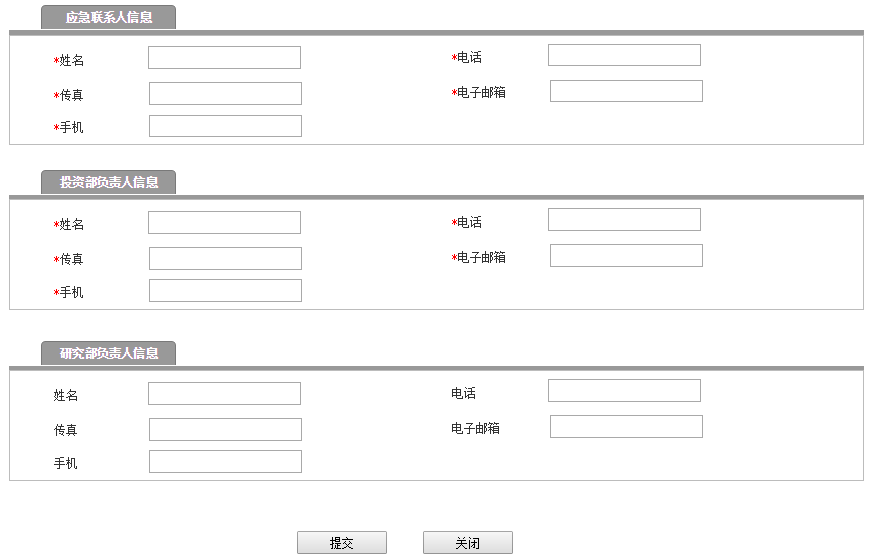 应急联系人信息
*姓名 *电话
*传真 *电子邮箱
*手机
投资部负责人信息
*姓名 *电话
*传真 *电子邮箱
*手机
研究部负责人信息
姓名 电话
传真 电子邮箱
手机
提交 关闭